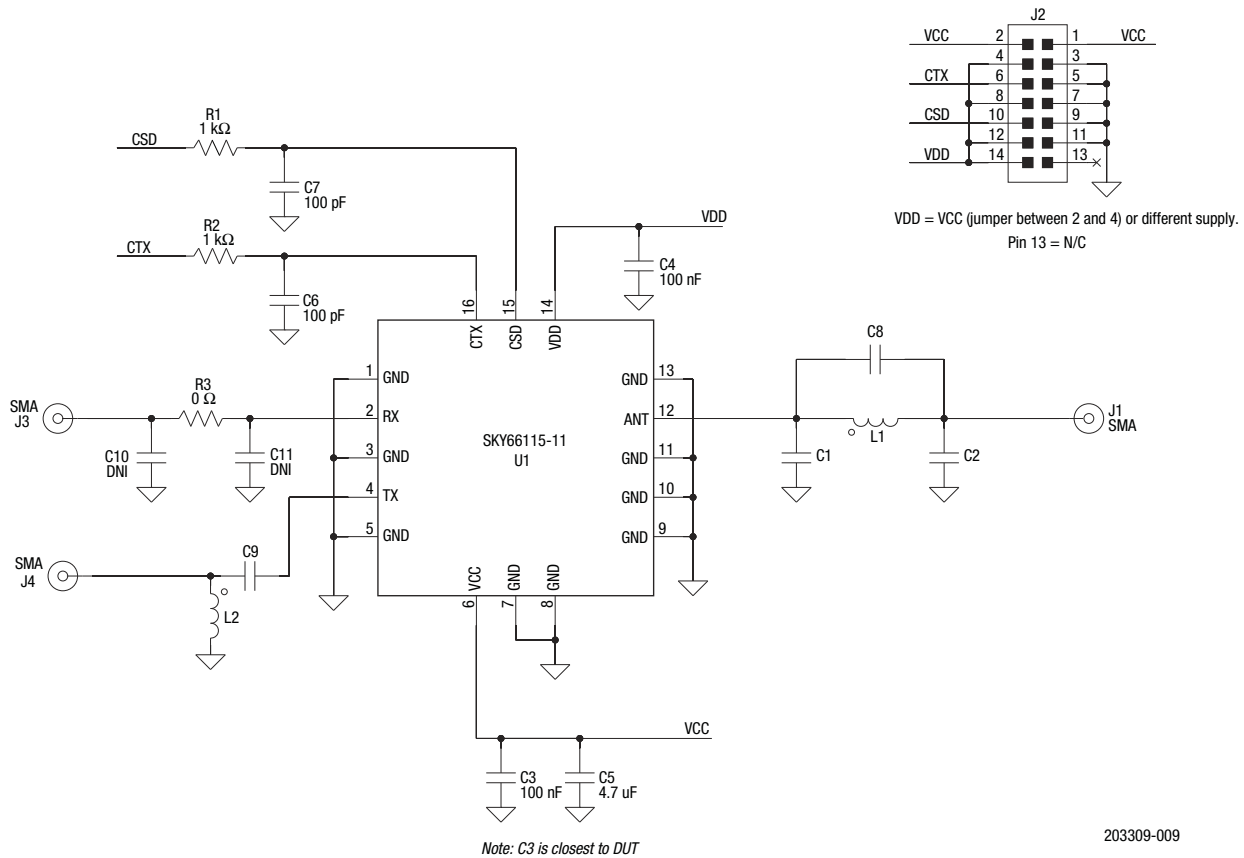 J2
VCC 2 1 VCC
4 3
CTX 6 5
8 7
CSD 10 9
12 11
VDD 14 13
VDD = VCC (jumper between 2 and 4) or different supply.
Pin 13 = N/C
R1
1 kΩ
CSD
C7
100 pF
R2
1 kΩ
CTX
C6
100 pF
VDD
C4
100 nF
16 15 14
CTX CSD VDD
1 GND
2 RX
3 GND
4 TX
5 GND
SKY66115-11
U1
GND 13
ANT 12
GND 11
GND 10
GND 9
VCC GND GND
6 7 8
SMA
J3
R3
0 Ω
C10
DNI
C11
DNI
SMA
J4
C9
L2
C8
L1
C1
C2
J1
SMA
VCC
C3
100 nF
C5
4.7 uF
Note: C3 is closest to DUT
203309-009